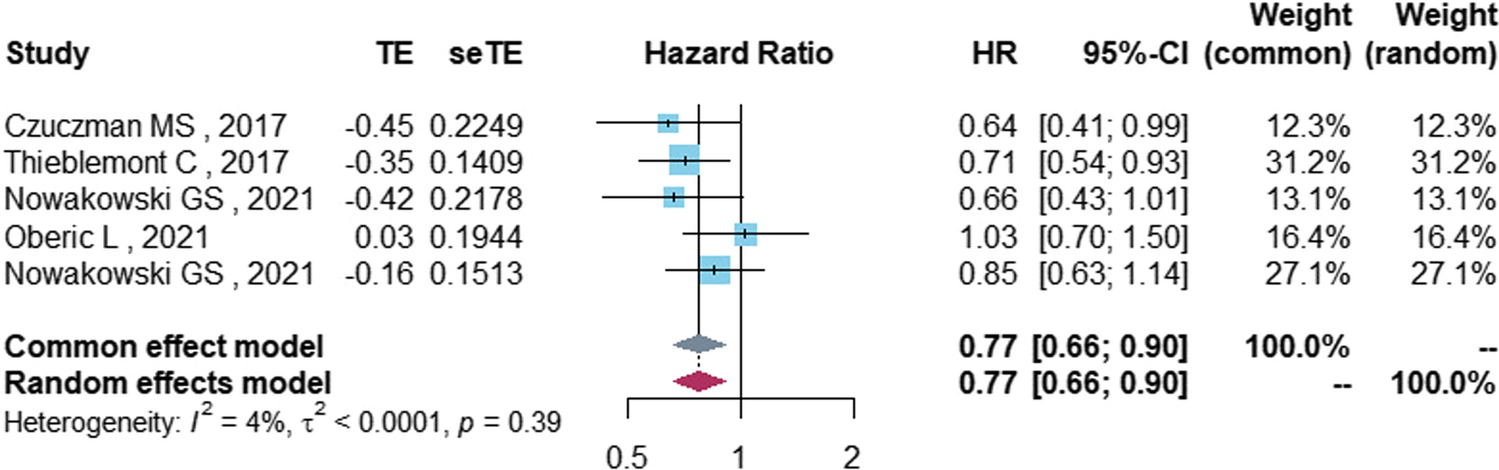 Weight Weight
Study TE seTE Hazard Ratio HR 95%-CI (common) (random)
Czuczman MS , 2017 -0.45 0.2249 0.64 [0.41; 0.99] 12.3% 12.3%
Thieblemont C , 2017 -0.35 0.1409 0.71 [0.54; 0.93] 31.2% 31.2%
Nowakowski GS , 2021 -0.42 0.2178 0.66 [0.43; 1.01] 13.1% 13.1%
Oberic L , 2021 0.03 0.1944 1.03 [0.70; 1.50] 16.4% 16.4%
Nowakowski GS , 2021 -0.16 0.1513 0.85 [0.63; 1.14] 27.1% 27.1%
Common effect model 0.77 [0.66; 0.90] 100.0% --
Random effects model 0.77 [0.66; 0.90] -- 100.0%
Heterogeneity: I² = 4%, τ² < 0.0001, p = 0.39
0.5 1 2